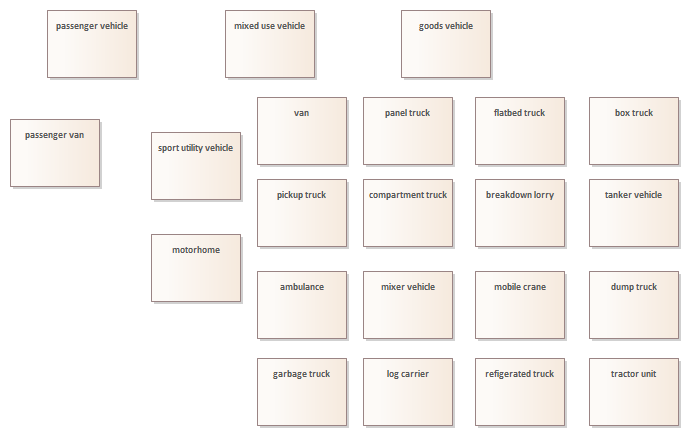 passenger vehicle
mixed use vehicle
goods vehicle
van
panel truck
flatbed truck
box truck
passenger van
sport utility vehicle
pickup truck
compartment truck
breakdown lorry
tanker vehicle
motorhome
ambulance
mixer vehicle
mobile crane
dump truck
garbage truck
log carrier
refigerated truck
tractor unit